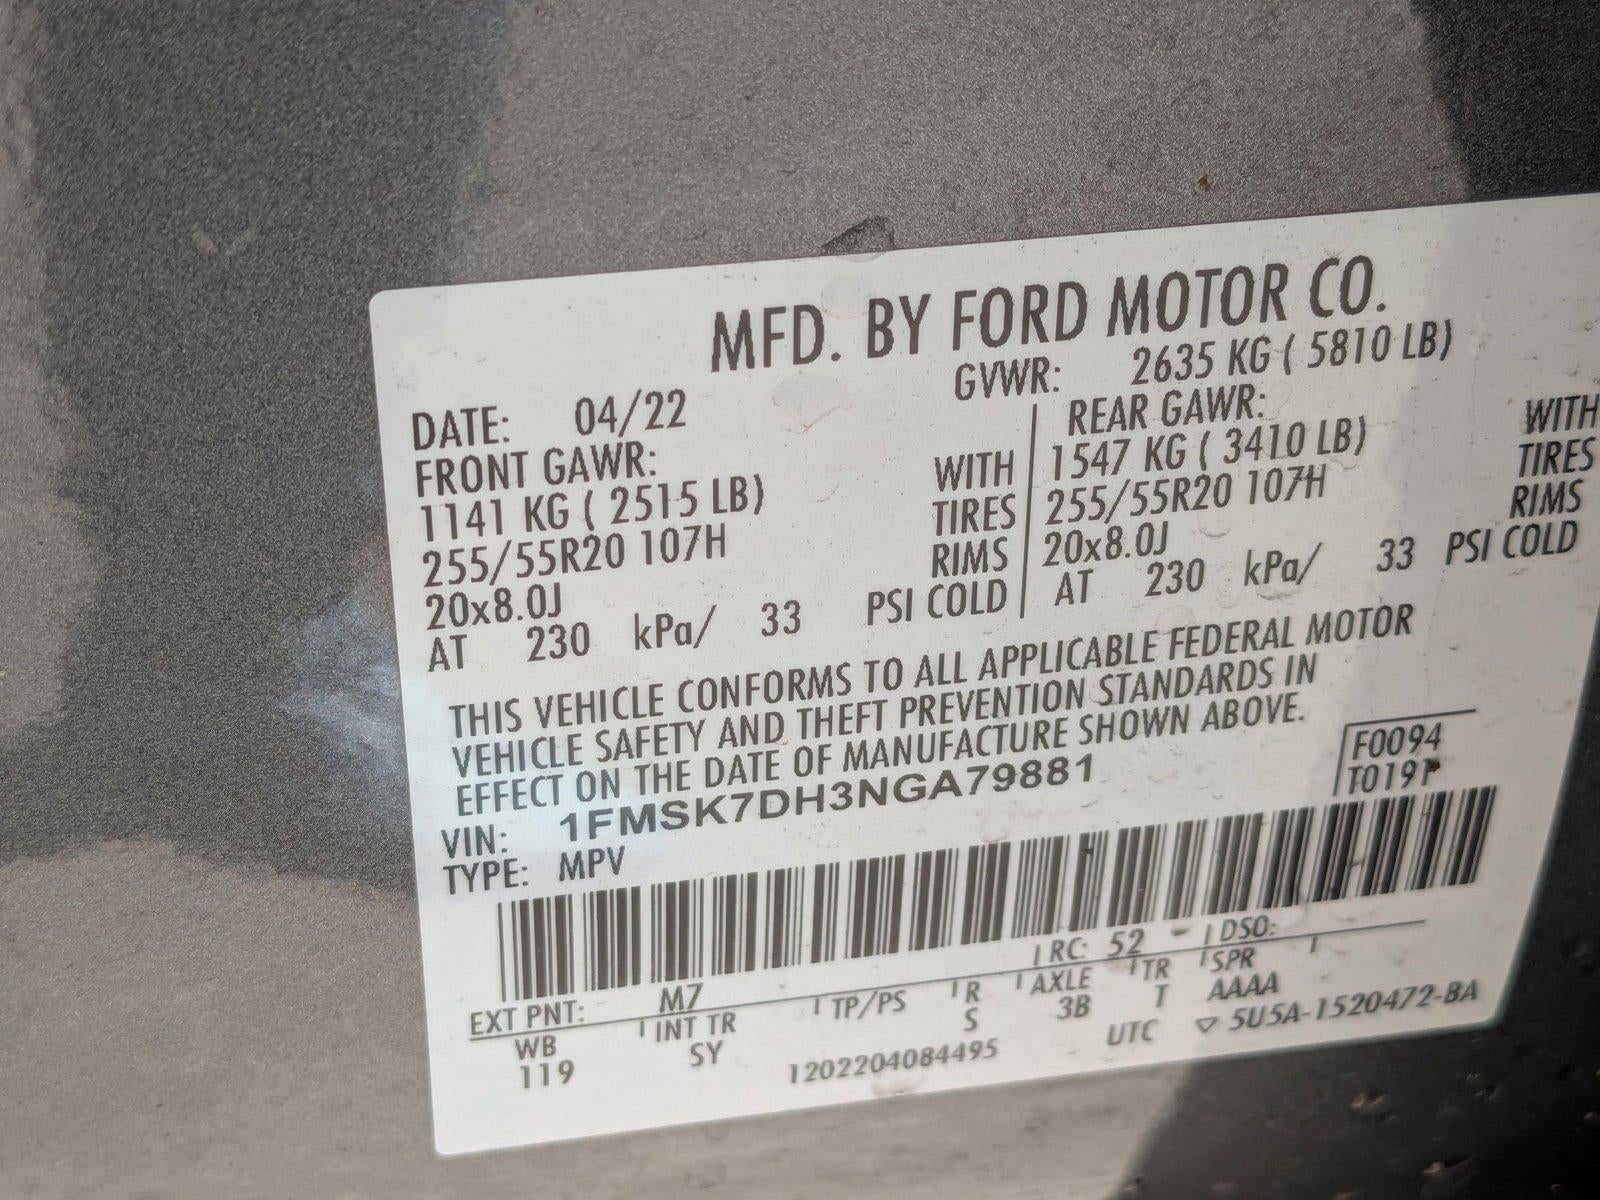 MFD. BY FORD MOTOR CO.
DATE: 04/22 GVWR: 2635 KG ( 5810 LB)
FRONT GAWR: REAR GAWR:
1141 KG ( 2515 LB) WITH 1547 KG ( 3410 LB) WITH
255/55R20 107H TIRES 255/55R20 107H TIRES
20x8.0J RIMS 20x8.0J RIMS
AT 230 kPa/ 33 PSI COLD AT 230 kPa/ 33 PSI COLD
THIS VEHICLE CONFORMS TO ALL APPLICABLE FEDERAL MOTOR
VEHICLE SAFETY AND THEFT PREVENTION STANDARDS IN
EFFECT ON THE DATE OF MANUFACTURE SHOWN ABOVE.
VIN: 1FMSK7DH3NGA79881 F0094
TYPE: MPV
EXT PNT: M7 RC: 52 DSO:
WB INT TR TP/PS R AXLE TR SPR
119 SY S 3B T AAAA
1202204084495 UTC ▽ 5U5A-1520472-BA